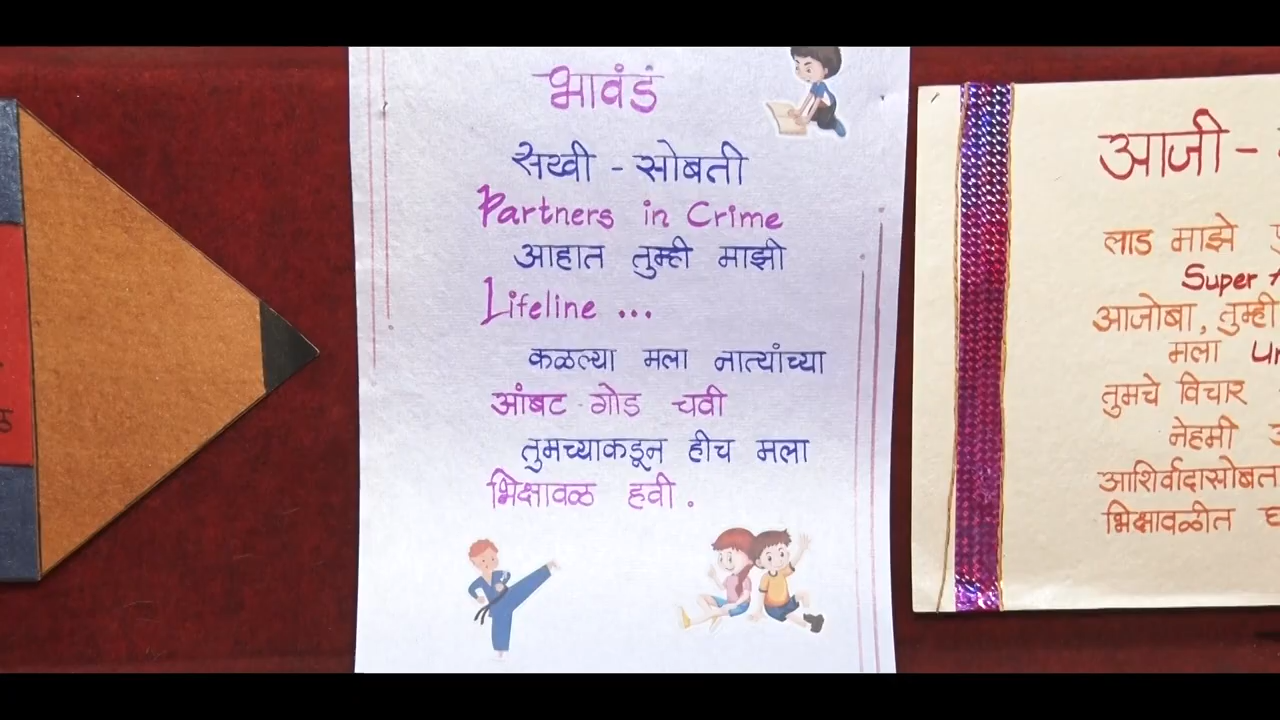 भावंडं
सखी - सोबती
Partners in Crime
आहात तुम्ही माझी
Lifeline ...
कळल्या मला नात्यांच्या
आंबट गोड चवी
तुमच्याकडून हीच मला
भिक्षावळ हवी.
आजी -
लाड माझे
Super
आजोबा, तुम्ही
मला
तुमचे विचार
नेहमी
आशिर्वादासोबत
भिक्षावळीत